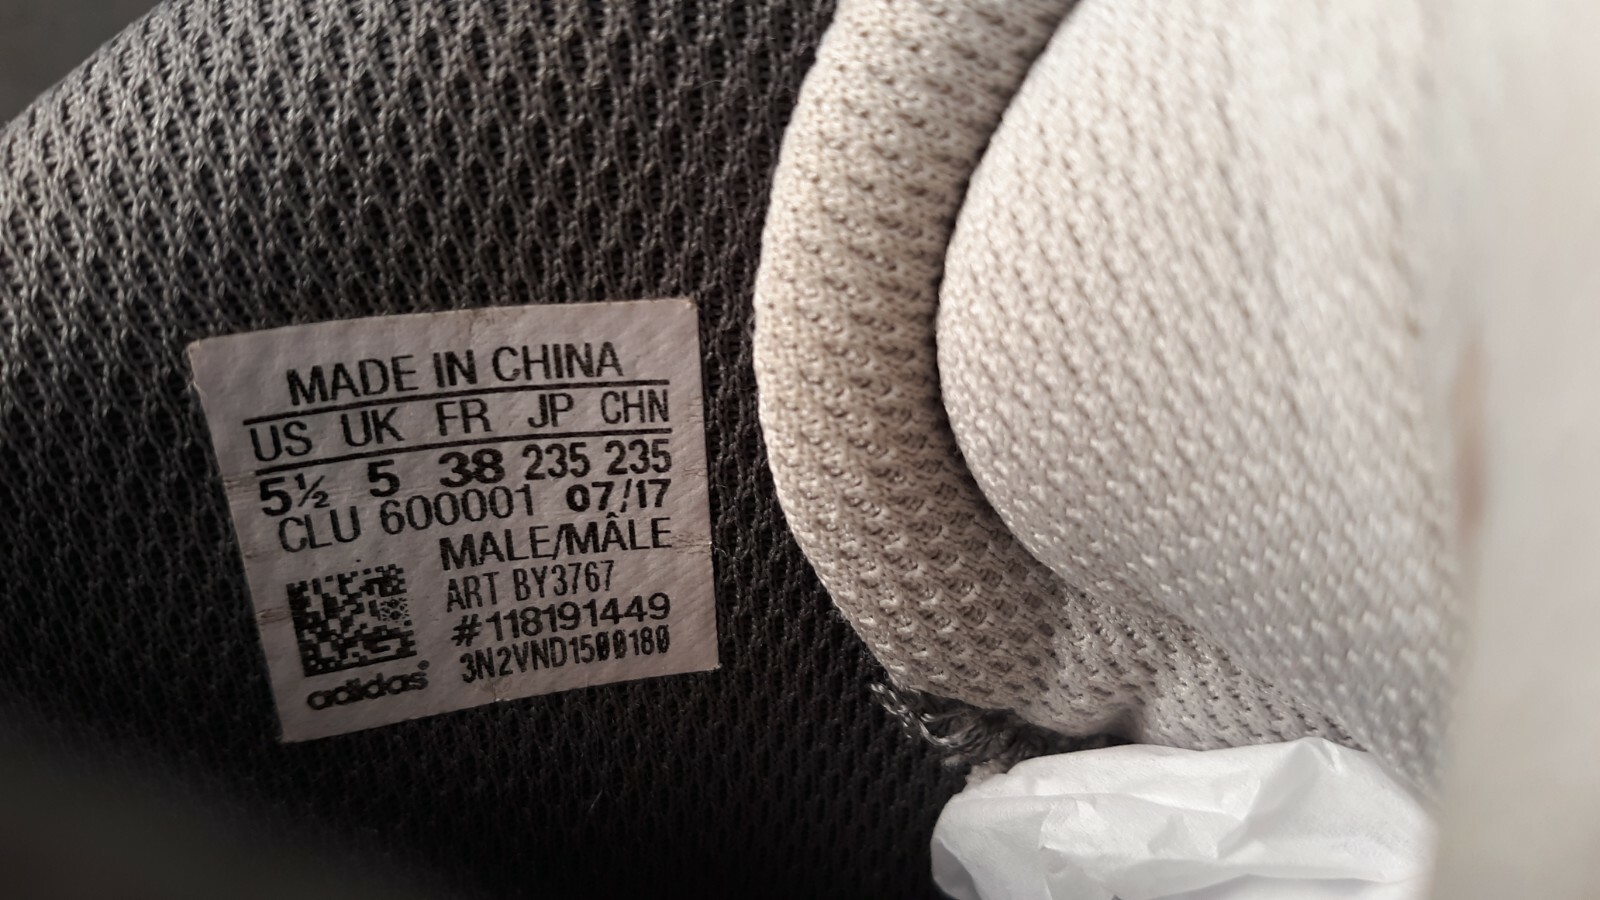 MADE IN CHINA
US UK FR JP CHN
5½ 5 38 235 235
CLU 600001 07/17
MALE/MÂLE
ART BY3767
#118191449
3N2VND1500180
adidas®